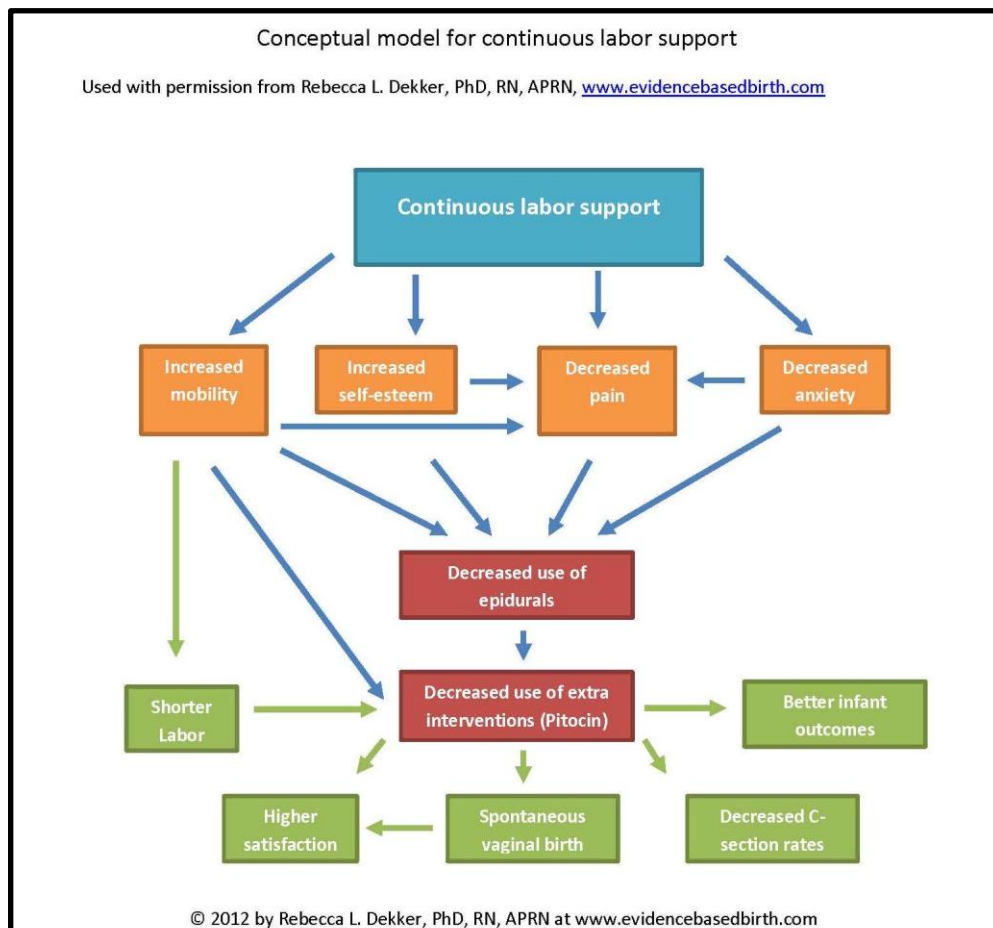 Conceptual model for continuous labor support
Used with permission from Rebecca L. Dekker, PhD, RN, APRN, www.evidencebasedbirth.com
Continuous labor support
Increased
mobility
Increased
self-esteem
Decreased
pain
Decreased
anxiety
Decreased use of
epidurals
Shorter
Labor
Decreased use of extra
interventions (Pitocin)
Better infant
outcomes
Higher
satisfaction
Spontaneous
vaginal birth
Decreased C-
section rates
© 2012 by Rebecca L. Dekker, PhD, RN, APRN at www.evidencebasedbirth.com